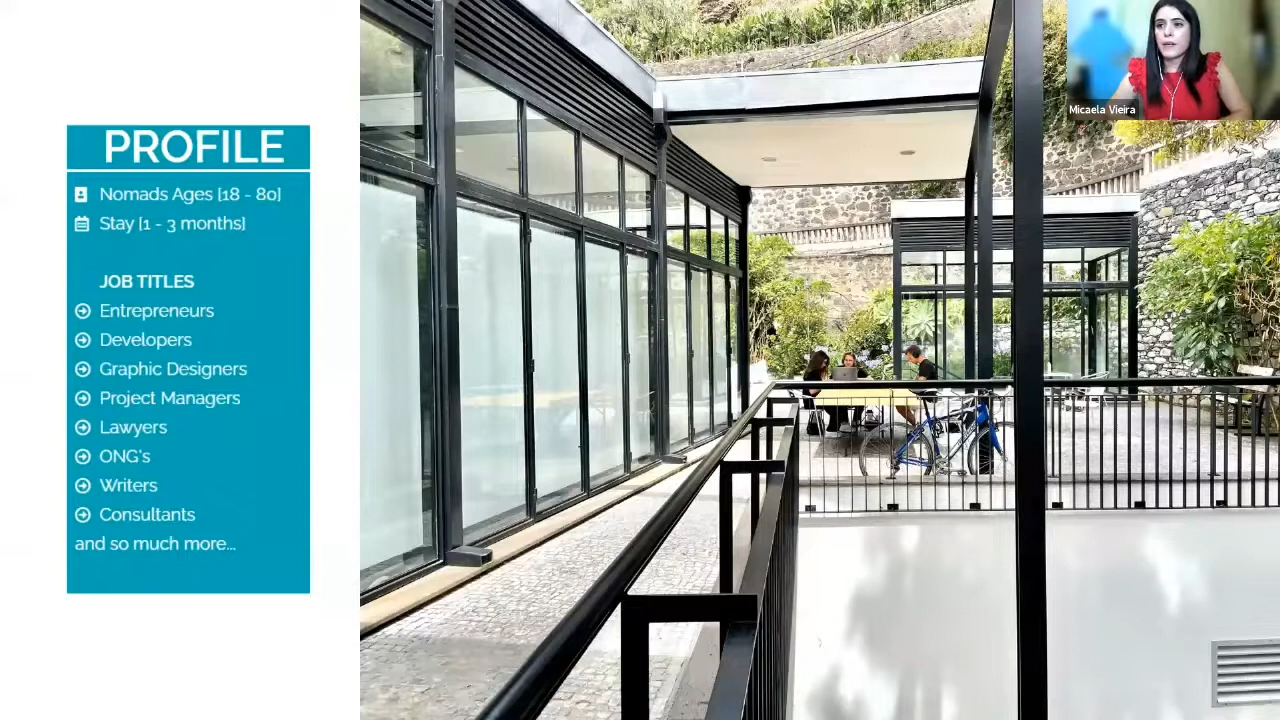 PROFILE
Nomads Ages [18 - 80]
Stay [1 - 3 months]
JOB TITLES
Entrepreneurs
Developers
Graphic Designers
Project Managers
Lawyers
ONG's
Writers
Consultants
and so much more...
Micaela Vieira